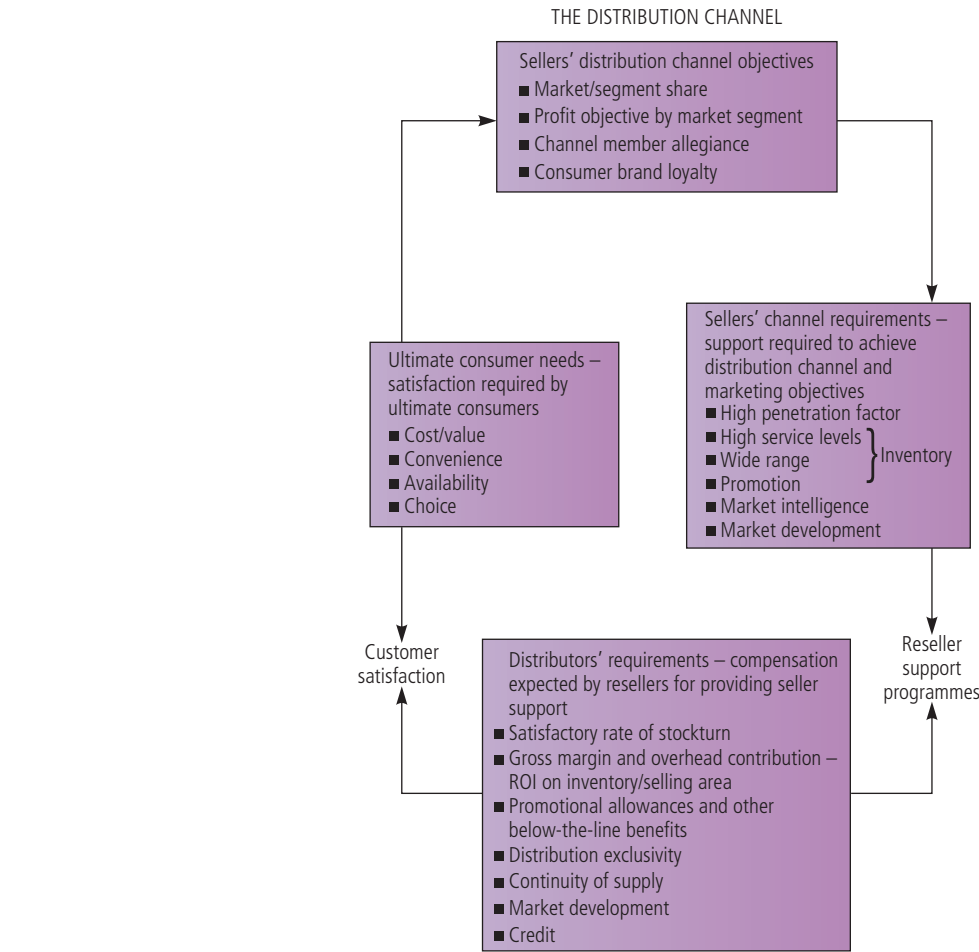 THE DISTRIBUTION CHANNEL
Sellers’ distribution channel objectives
■ Market/segment share
■ Profit objective by market segment
■ Channel member allegiance
■ Consumer brand loyalty
Sellers’ channel requirements –
support required to achieve
distribution channel and
marketing objectives
■ High penetration factor
■ High service levels
■ Wide range
■ Promotion
} Inventory
■ Market intelligence
■ Market development
Ultimate consumer needs –
satisfaction required by
ultimate consumers
■ Cost/value
■ Convenience
■ Availability
■ Choice
Customer
satisfaction
Reseller
support
programmes
Distributors’ requirements – compensation
expected by resellers for providing seller
support
■ Satisfactory rate of stockturn
■ Gross margin and overhead contribution –
ROI on inventory/selling area
■ Promotional allowances and other
below-the-line benefits
■ Distribution exclusivity
■ Continuity of supply
■ Market development
■ Credit